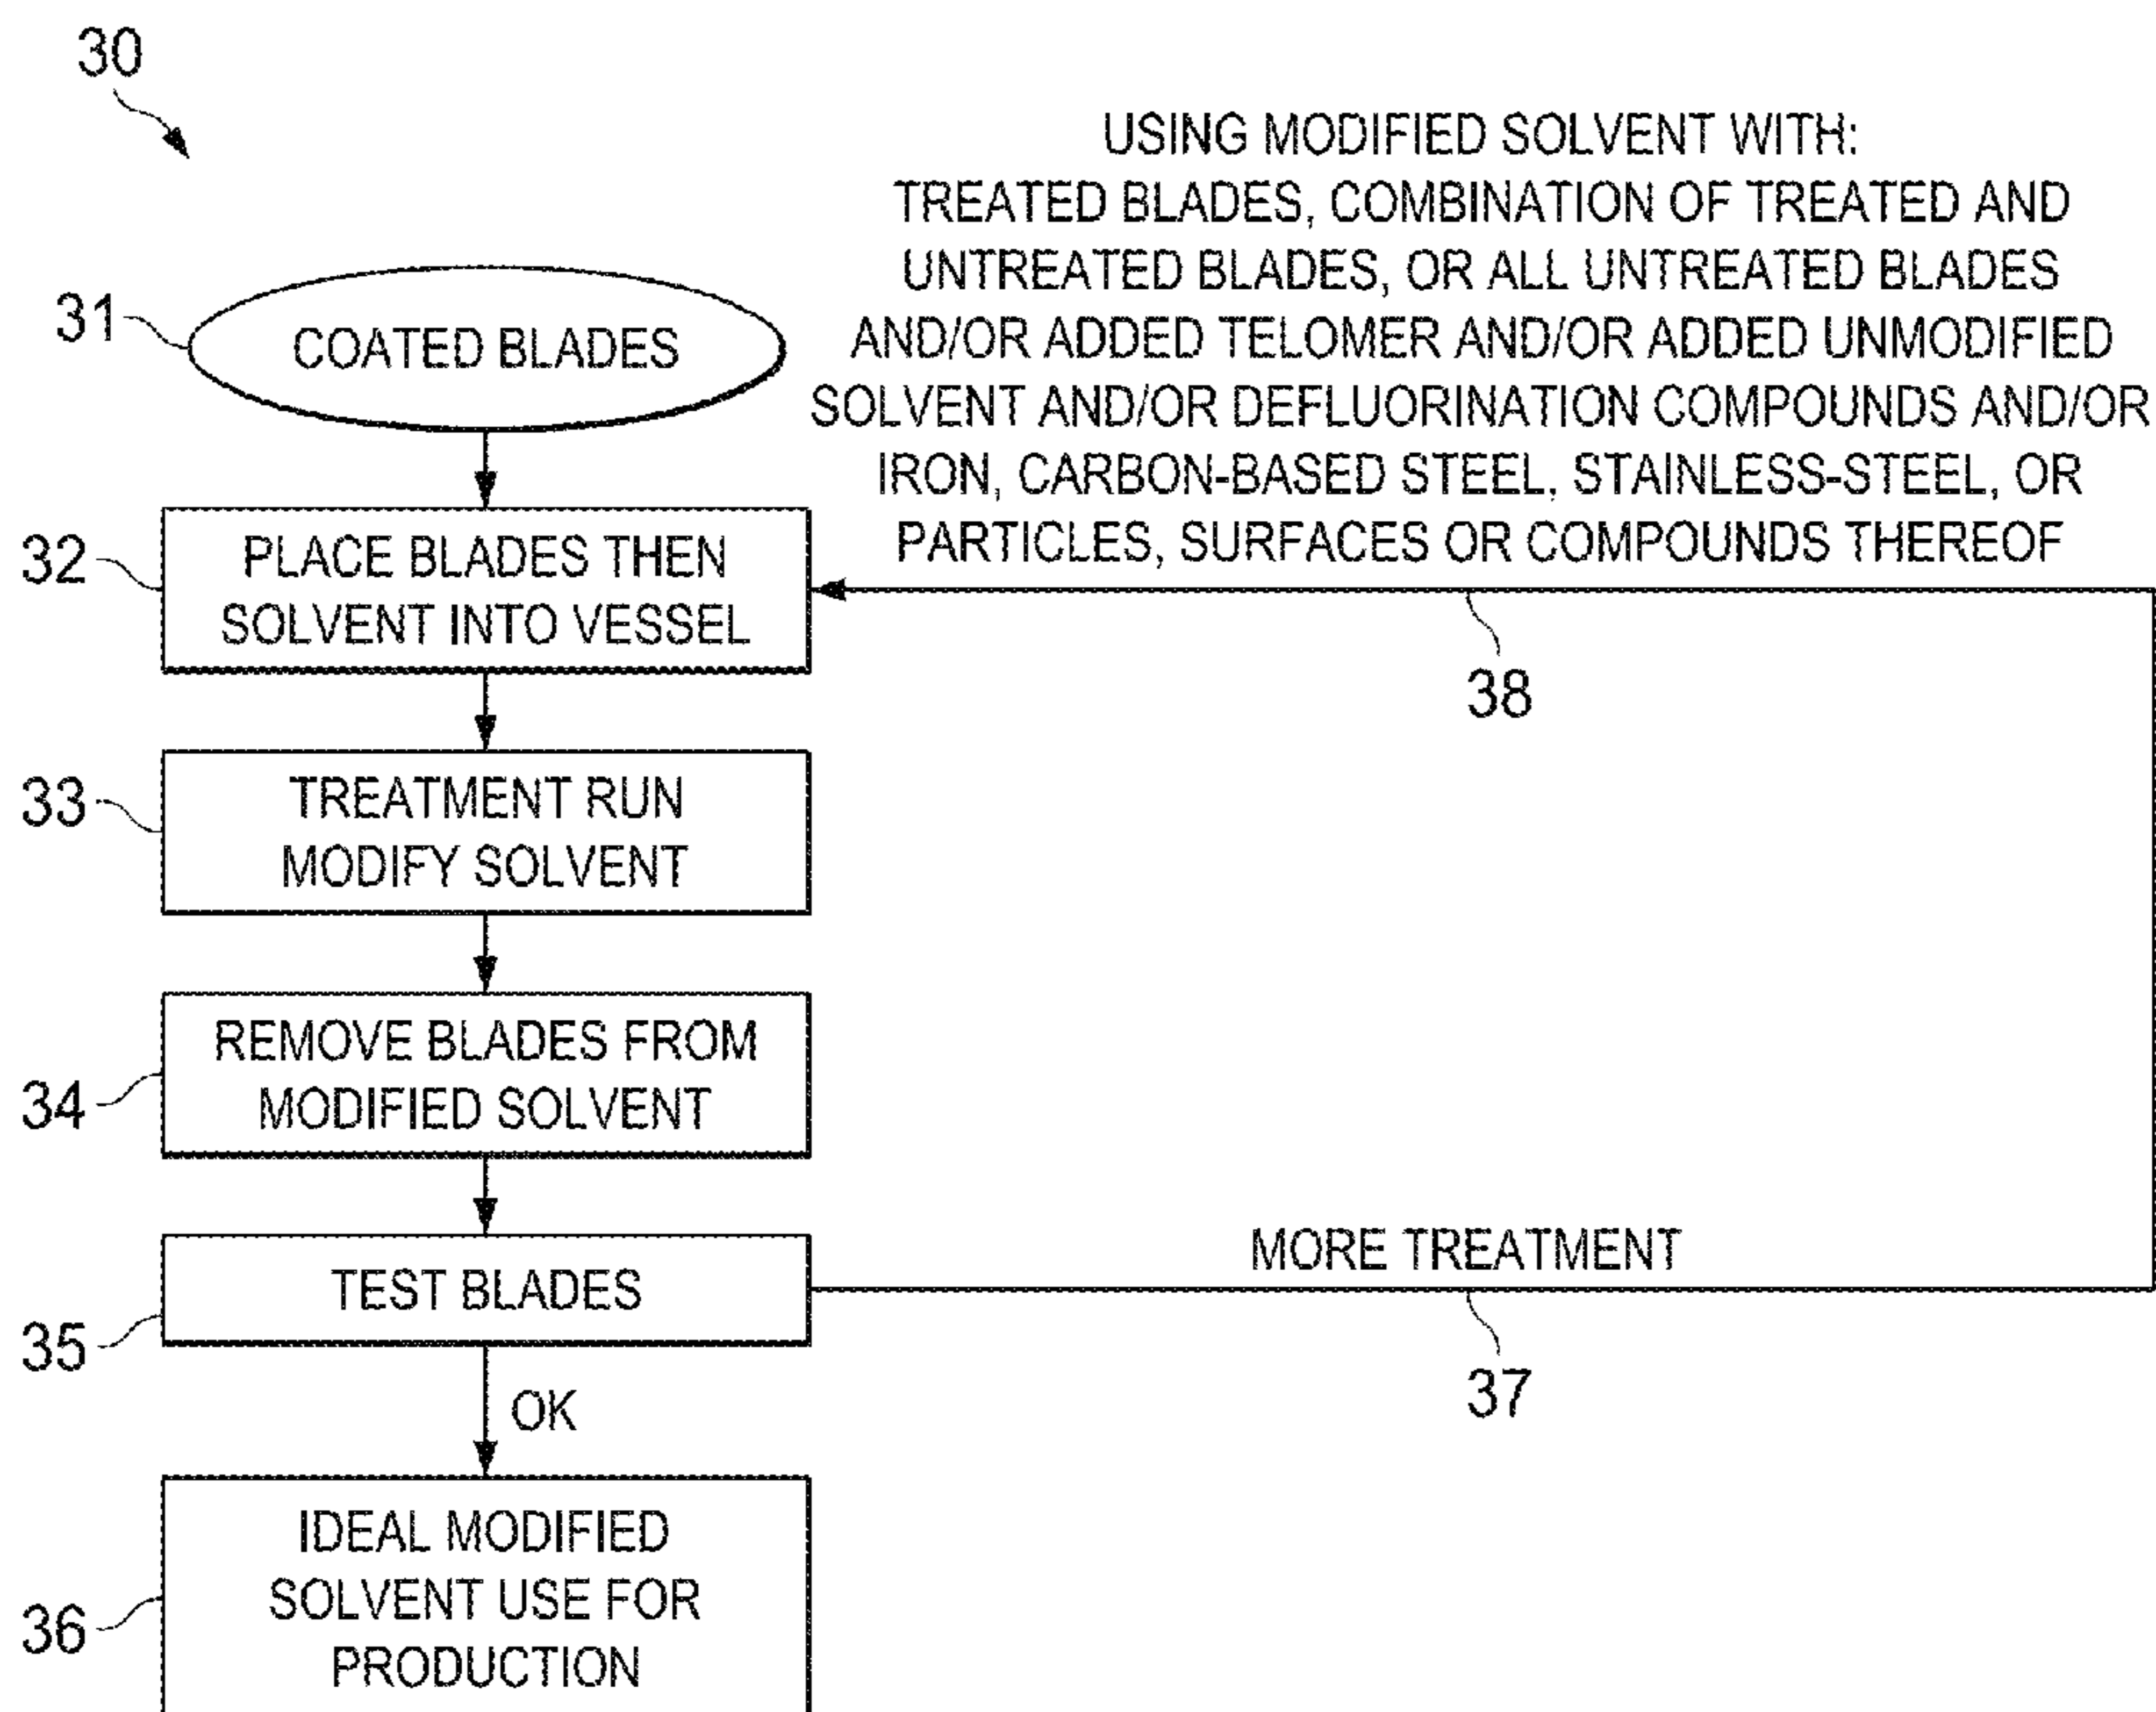 30
USING MODIFIED SOLVENT WITH:
TREATED BLADES, COMBINATION OF TREATED AND
UNTREATED BLADES, OR ALL UNTREATED BLADES
AND/OR ADDED TELOMER AND/OR ADDED UNMODIFIED
SOLVENT AND/OR DEFLUORINATION COMPOUNDS AND/OR
IRON, CARBON-BASED STEEL, STAINLESS-STEEL, OR
PARTICLES, SURFACES OR COMPOUNDS THEREOF
31
COATED BLADES
32
PLACE BLADES THEN
SOLVENT INTO VESSEL
38
33
TREATMENT RUN
MODIFY SOLVENT
34
REMOVE BLADES FROM
MODIFIED SOLVENT
35
TEST BLADES
MORE TREATMENT
37
OK
36
IDEAL MODIFIED
SOLVENT USE FOR
PRODUCTION